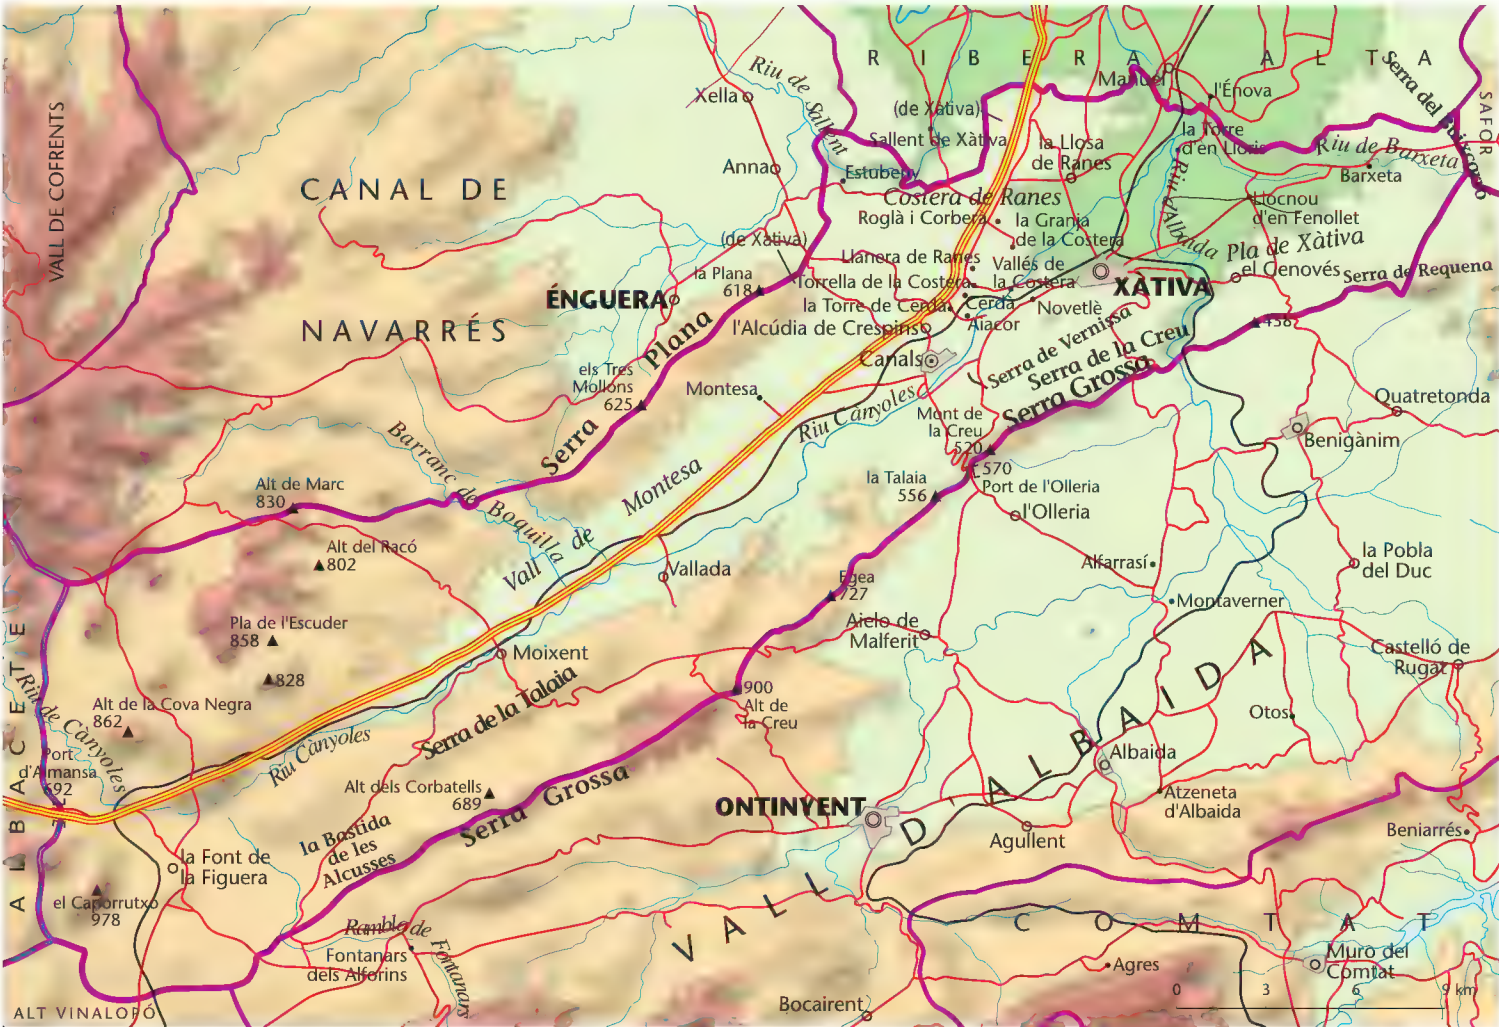 RIBERA ALTA
Serra del Buixcarró
SAFOR
Riu de Sallent
Xella
Manuel
l'Énova
(de Xàtiva)
Sallent de Xàtiva
la Llosa
de Ranes
la Torre
d'en Lloris
Riu de Barxeta
Barxeta
VALL DE COFRENTS
CANAL DE
NAVARRÉS
Anna
Estubeny
Costera de Ranes
Riu d'Albaida
Llocnou
d'en Fenollet
Roglà i Corberà
la Granja
de la Costera
Pla de Xàtiva
(de Xàtiva)
Llanera de Ranes
Vallés de
la Costera
el Genovés
Serra de Requena
la Plana
618
Torrella de la Costera
XÀTIVA
ÉNGUERA
la Torre de Cerdà
Cerdà
Novetlè
l'Alcúdia de Crespins
Aiacor
438
Serra Plana
Canals
Serra de Vernissa
Serra de la Creu
Serra Grossa
els Tres
Mollons
625
Montesa
Riu Cànyoles
Mont de
la Creu
520
Quatretonda
Benigànim
Barranc de Boquilla
Alt de Marc
830
Vall de Montesa
la Talaia
556
570
Port de l'Olleria
l'Olleria
Alt del Racó
802
Vallada
Alfarrasí
la Pobla
del Duc
Egea
727
Montaverner
Pla de l'Escuder
858
Aielo de
Malferit
Castelló de
Rugat
Moixent
828
ALBACETE
Riu de Cànyoles
Alt de la Cova Negra
862
Serra de la Talaia
900
Alt de
la Creu
Otos
Port
d'Almansa
692
Riu Cànyoles
Albaida
Alt dels Corbatells
689
Serra Grossa
ONTINYENT
VALL D'ALBAIDA
Atzeneta
d'Albaida
la Bastida
de les
Alcusses
Agullent
Beniarrés
la Font de
la Figuera
el Caporrutxo
978
Rambla de Fontanars
COMTAT
Fontanars
dels Alforins
Agres
Muro del
Comtat
Bocairent
0 3 6 9 km
ALT VINALOPÓ